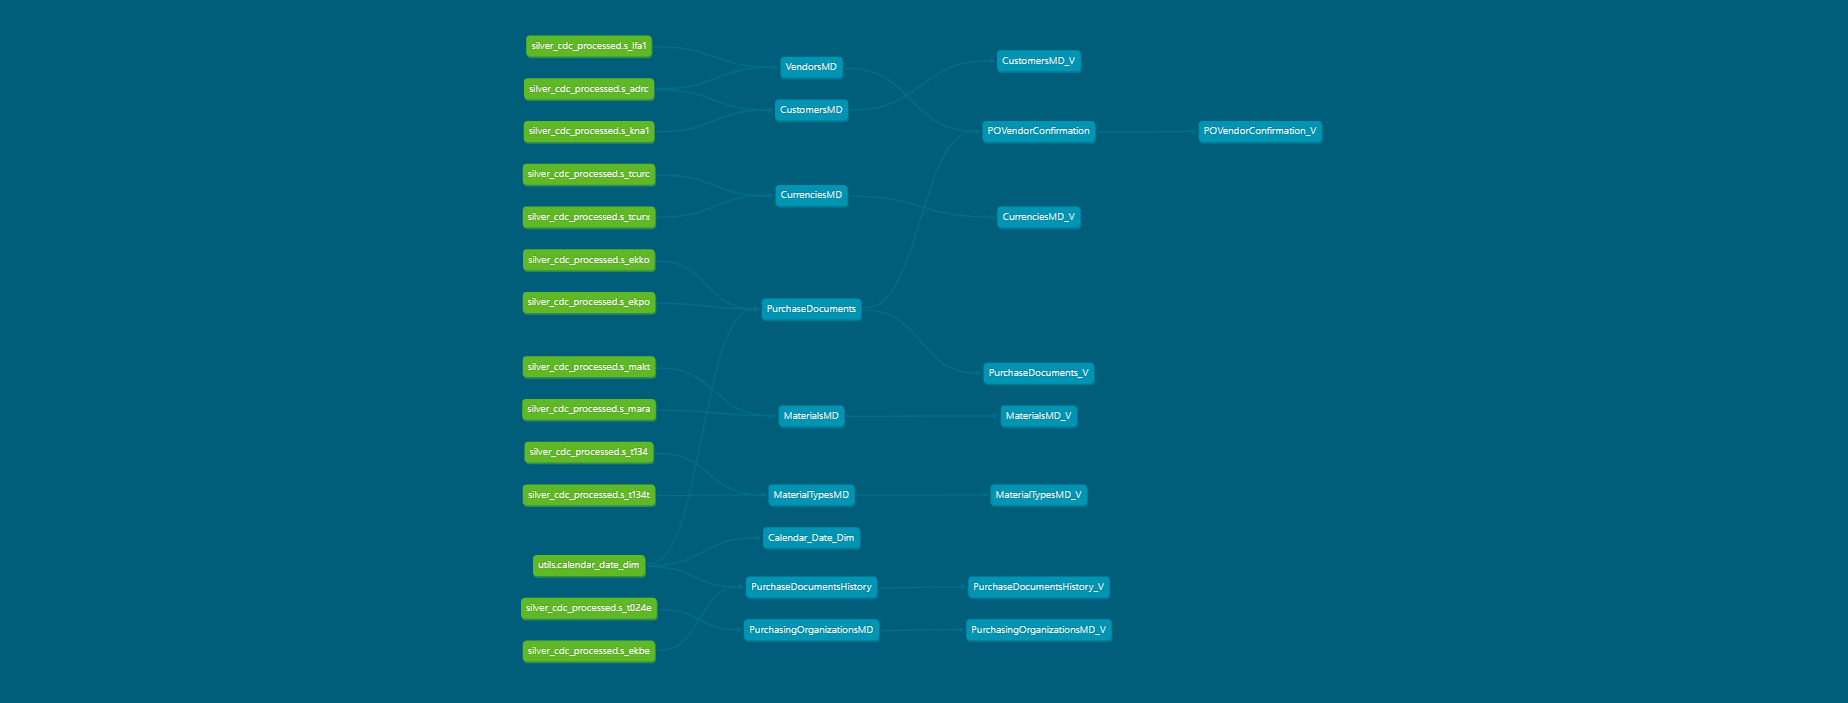 silver_cdc_processed.s_lfa1
silver_cdc_processed.s_adrc
silver_cdc_processed.s_kna1
silver_cdc_processed.s_tcurc
silver_cdc_processed.s_tcurx
silver_cdc_processed.s_ekko
silver_cdc_processed.s_ekpo
silver_cdc_processed.s_makt
silver_cdc_processed.s_mara
silver_cdc_processed.s_t134
silver_cdc_processed.s_t134t
utils.calendar_date_dim
silver_cdc_processed.s_t024e
silver_cdc_processed.s_ekbe
VendorsMD
CustomersMD
CurrenciesMD
PurchaseDocuments
MaterialsMD
MaterialTypesMD
Calendar_Date_Dim
PurchaseDocumentsHistory
PurchasingOrganizationsMD
CustomersMD_V
POVendorConfirmation
CurrenciesMD_V
PurchaseDocuments_V
MaterialsMD_V
MaterialTypesMD_V
PurchaseDocumentsHistory_V
PurchasingOrganizationsMD_V
POVendorConfirmation_V